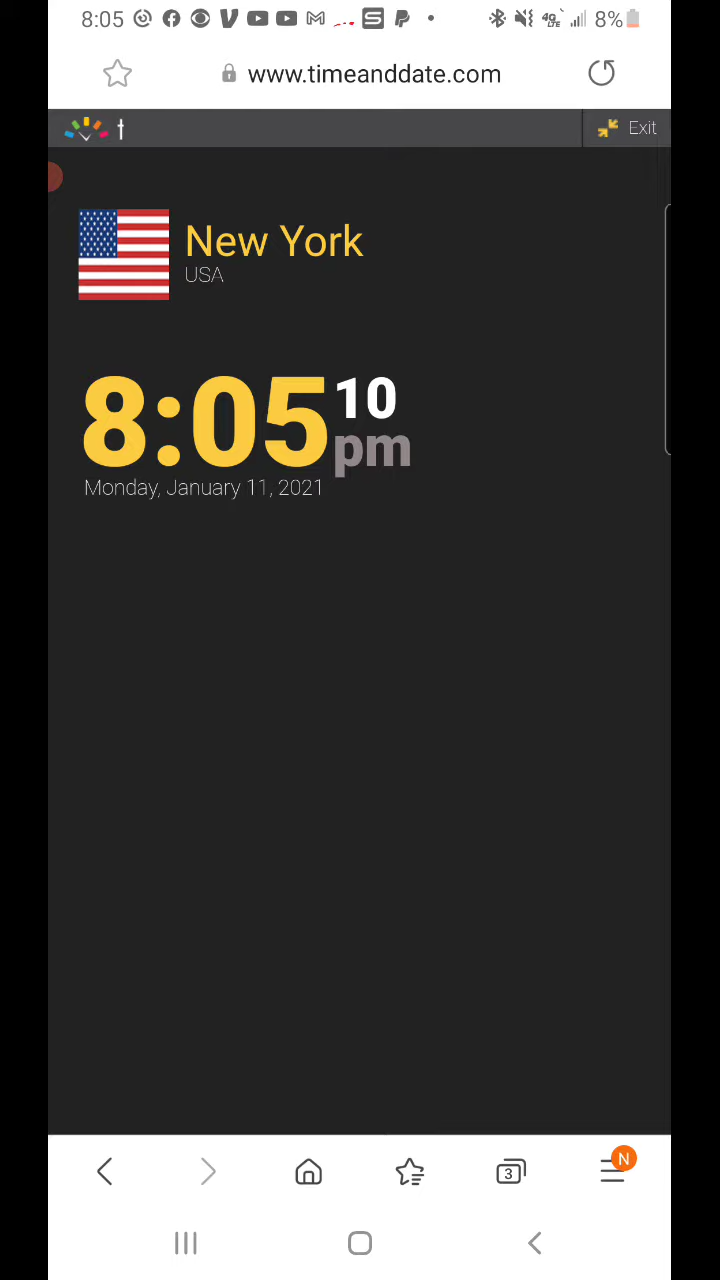 8:05 8%
www.timeanddate.com
Exit
New York
USA
8:05 10 pm
Monday, January 11, 2021
3
N